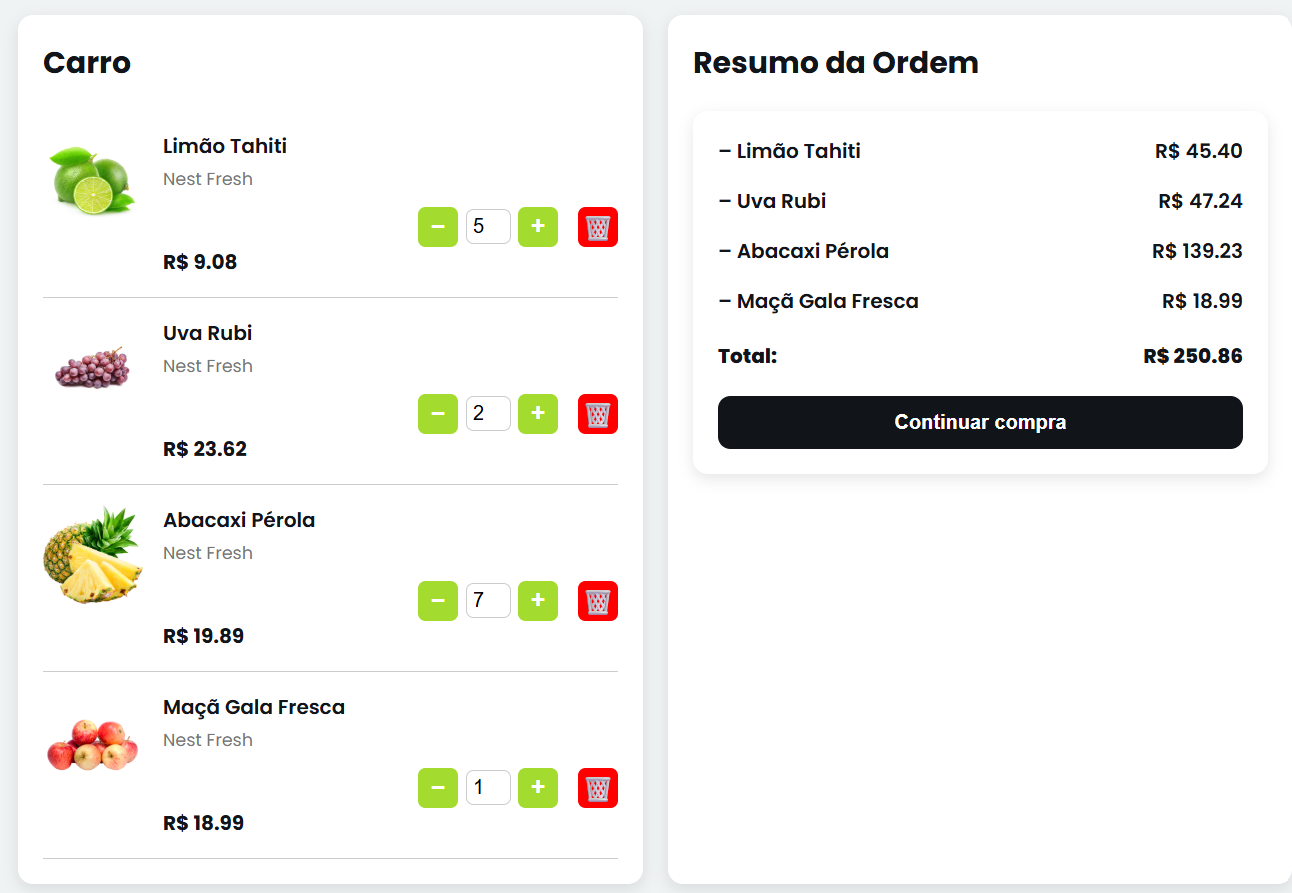 Carro
Limão Tahiti
Nest Fresh
− 5 +
R$ 9.08
Uva Rubi
Nest Fresh
− 2 +
R$ 23.62
Abacaxi Pérola
Nest Fresh
− 7 +
R$ 19.89
Maçã Gala Fresca
Nest Fresh
− 1 +
R$ 18.99
Resumo da Ordem
– Limão Tahiti R$ 45.40
– Uva Rubi R$ 47.24
– Abacaxi Pérola R$ 139.23
– Maçã Gala Fresca R$ 18.99
Total: R$ 250.86
Continuar compra